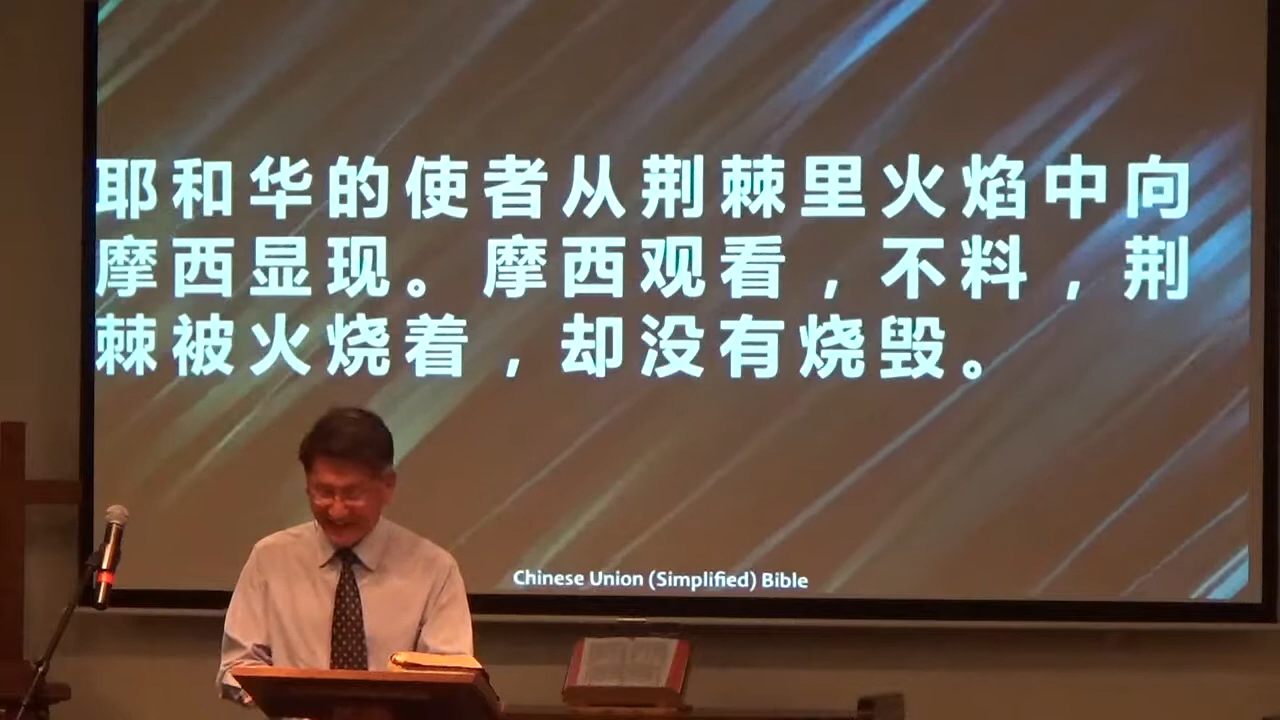 耶和华的使者从荆棘里火焰中向
摩西显现。摩西观看，不料，荆
棘被火烧着，却没有烧毁。
Chinese Union (Simplified) Bible